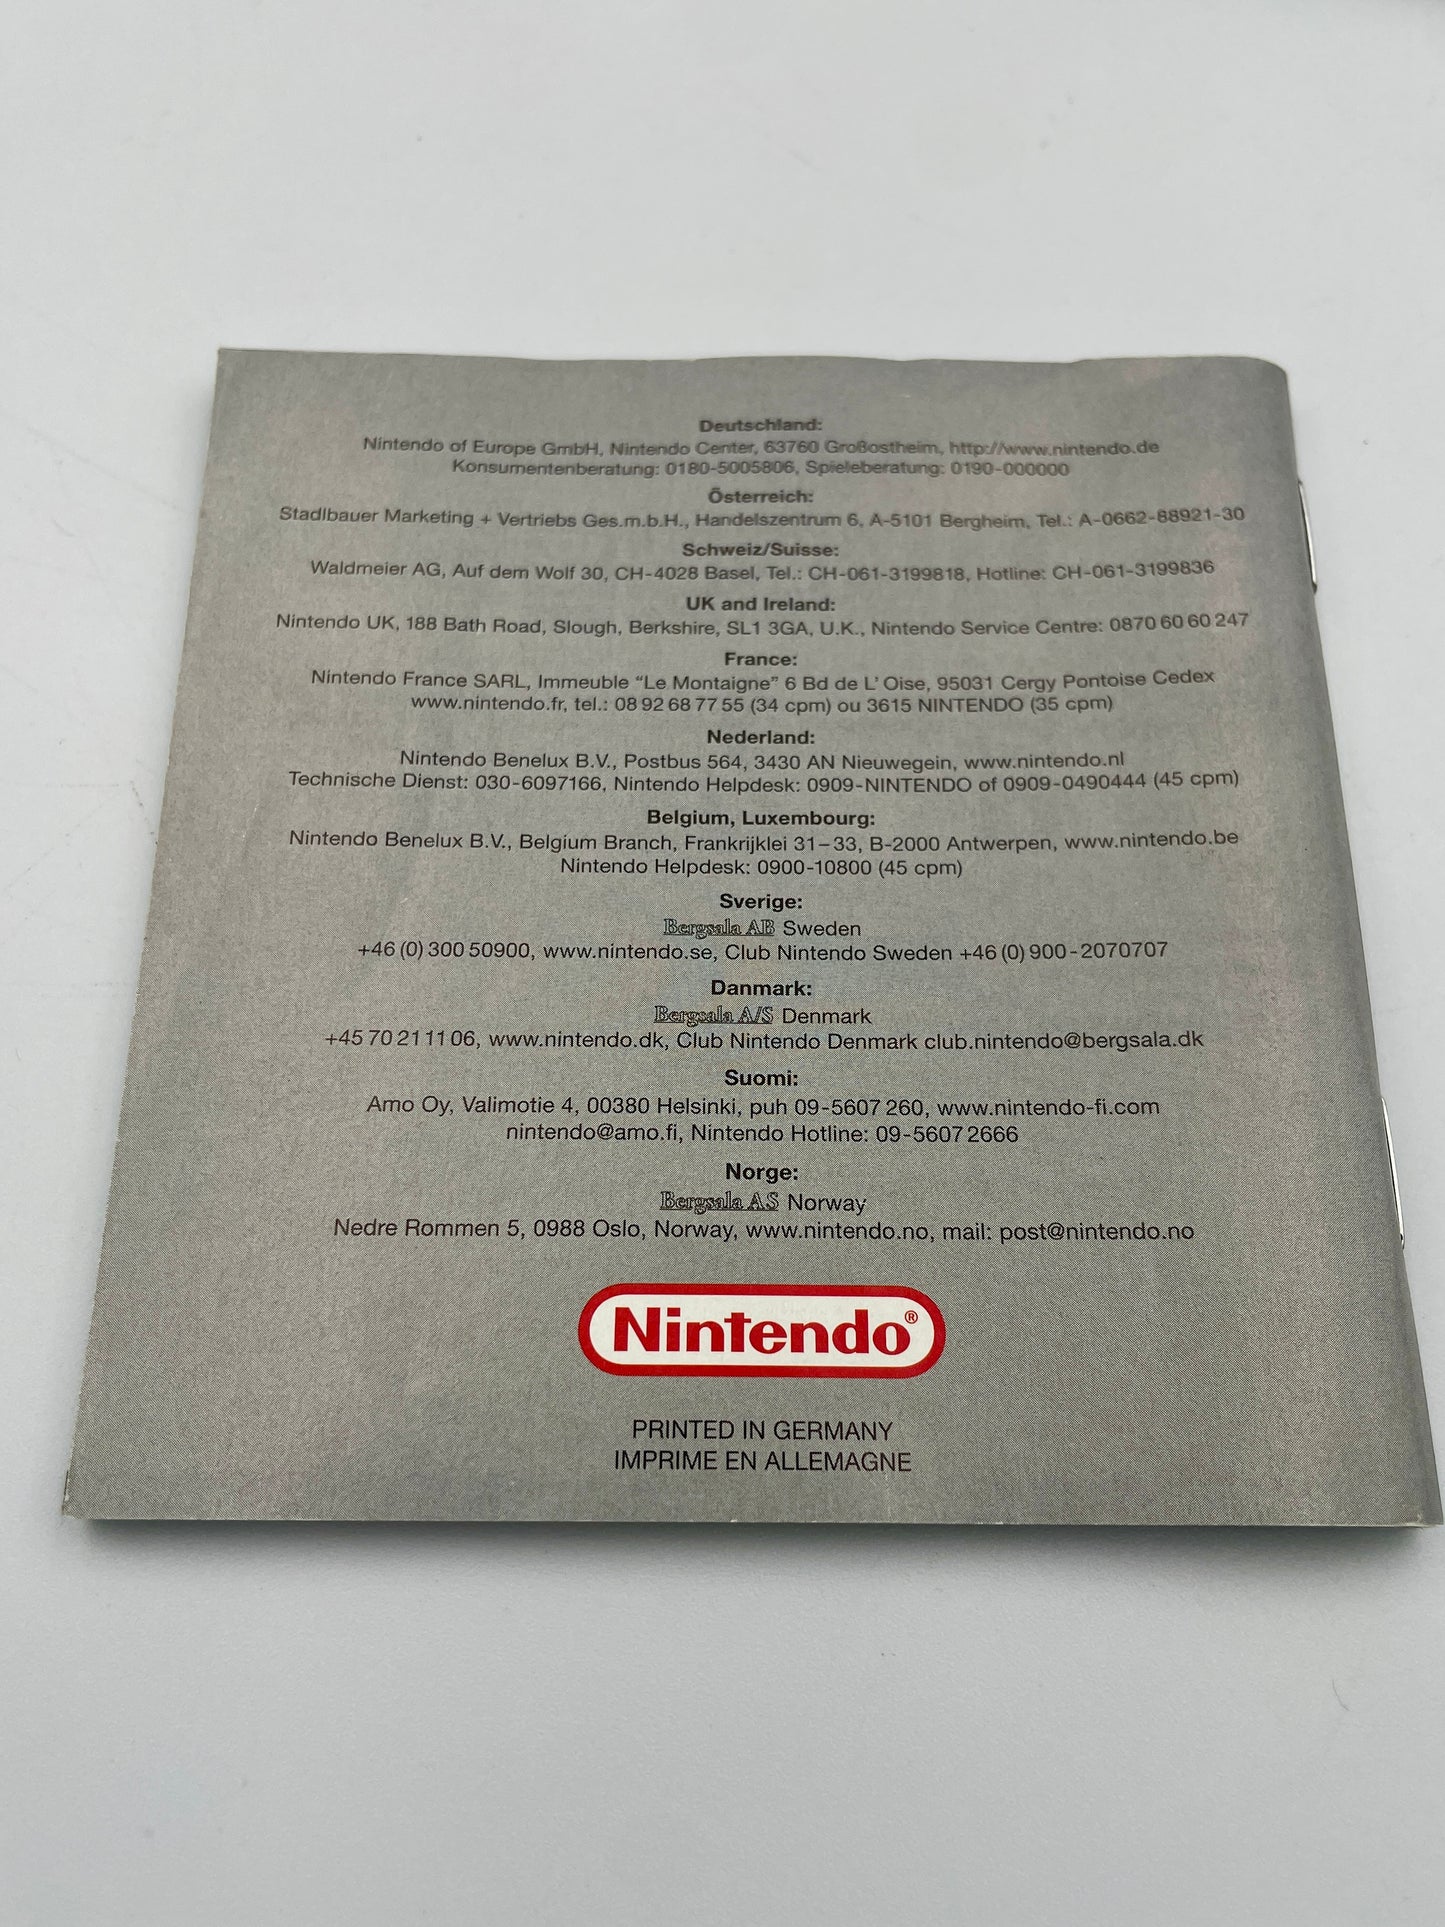 Deutschland:
Nintendo of Europe GmbH, Nintendo Center, 63760 Großostheim, http://www.nintendo.de
Konsumentenberatung: 0180-5005806, Spieleberatung: 0190-000000
Österreich:
Stadlbauer Marketing + Vertriebs Ges.m.b.H., Handelszentrum 6, A-5101 Bergheim, Tel.: A-0662-88921-30
Schweiz/Suisse:
Waldmeier AG, Auf dem Wolf 30, CH-4028 Basel, Tel.: CH-061-3199818, Hotline: CH-061-3199836
UK and Ireland:
Nintendo UK, 188 Bath Road, Slough, Berkshire, SL1 3GA, U.K., Nintendo Service Centre: 0870 60 60 247
France:
Nintendo France SARL, Immeuble “Le Montaigne” 6 Bd de L’ Oise, 95031 Cergy Pontoise Cedex
www.nintendo.fr, tel.: 08 92 68 77 55 (34 cpm) ou 3615 NINTENDO (35 cpm)
Nederland:
Nintendo Benelux B.V., Postbus 564, 3430 AN Nieuwegein, www.nintendo.nl
Technische Dienst: 030-6097166, Nintendo Helpdesk: 0909-NINTENDO of 0909-0490444 (45 cpm)
Belgium, Luxembourg:
Nintendo Benelux B.V., Belgium Branch, Frankrijklei 31–33, B-2000 Antwerpen, www.nintendo.be
Nintendo Helpdesk: 0900-10800 (45 cpm)
Sverige:
Bergsala AB Sweden
+46 (0) 300 50900, www.nintendo.se, Club Nintendo Sweden +46 (0) 900-2070707
Danmark:
Bergsala A/S Denmark
+45 70 21 11 06, www.nintendo.dk, Club Nintendo Denmark club.nintendo@bergsala.dk
Suomi:
Amo Oy, Valimotie 4, 00380 Helsinki, puh 09-5607 260, www.nintendo-fi.com
nintendo@amo.fi, Nintendo Hotline: 09-5607 2666
Norge:
Bergsala AS Norway
Nedre Rommen 5, 0988 Oslo, Norway, www.nintendo.no, mail: post@nintendo.no
Nintendo®
PRINTED IN GERMANY
IMPRIME EN ALLEMAGNE